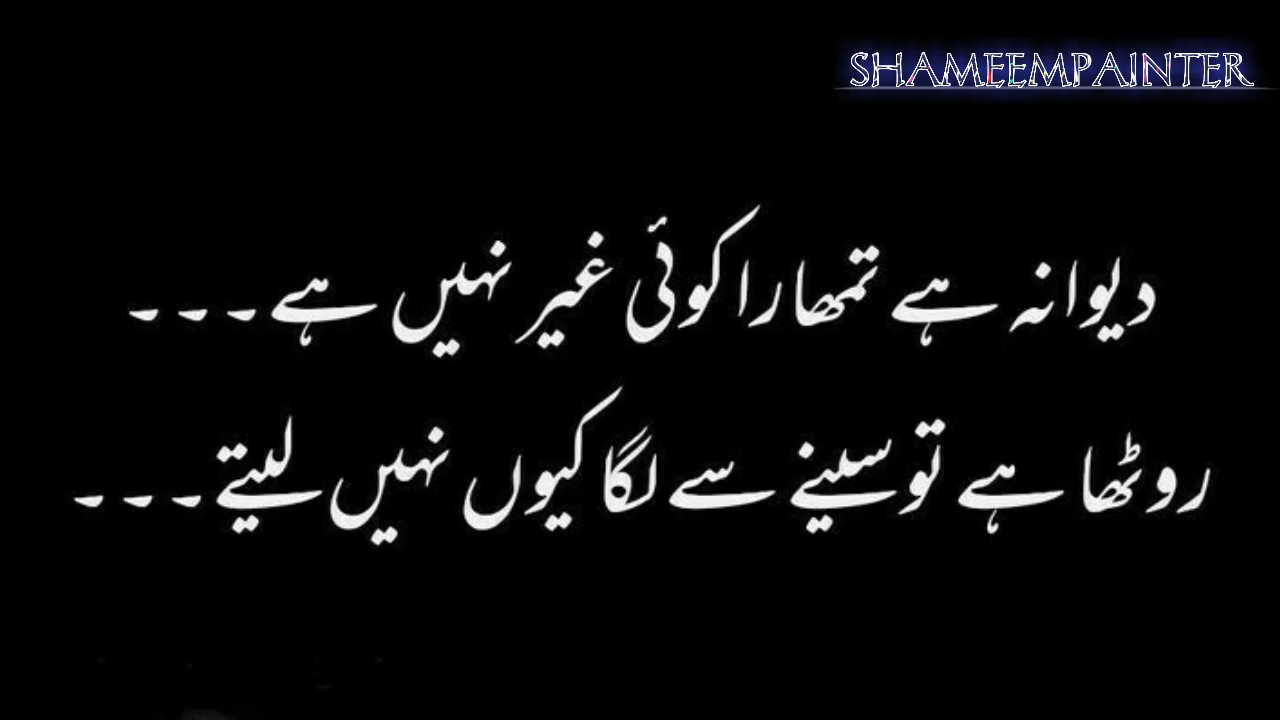 SHAMEEMPAINTER
دیوانہ ہے تمھارا کوئی غیر نہیں ہے۔۔۔
روٹھا ہے تو سینے سے لگا کیوں نہیں لیتے۔۔۔